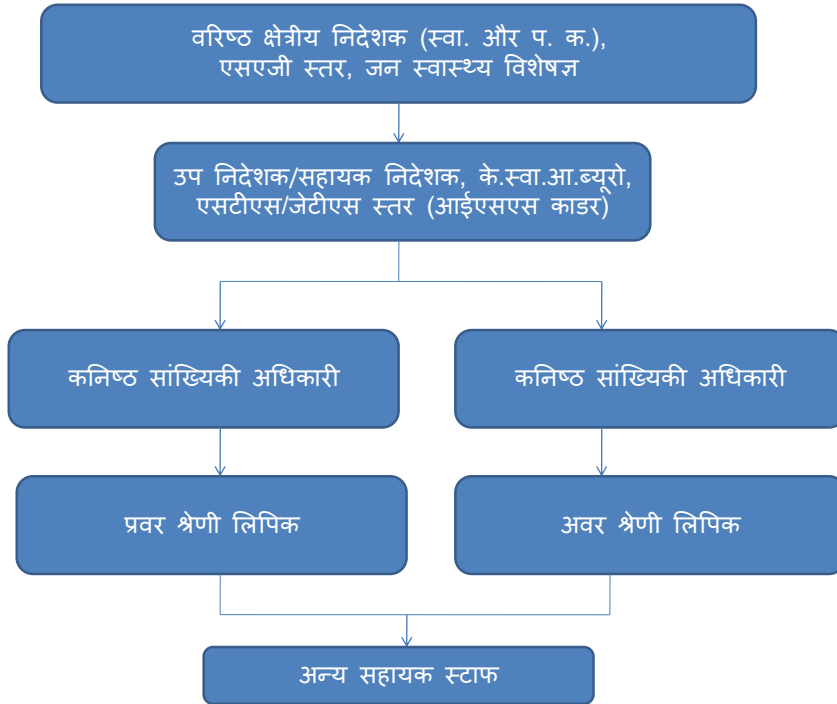 वरिष्ठ क्षेत्रीय निदेशक (स्वा. और प. क.),
एसएजी स्तर, जन स्वास्थ्य विशेषज्ञ
उप निदेशक/सहायक निदेशक, के.स्वा.आ.ब्यूरो,
एसटीएस/जेटीएस स्तर (आईएसएस काडर)
कनिष्ठ सांख्यिकी अधिकारी
कनिष्ठ सांख्यिकी अधिकारी
प्रवर श्रेणी लिपिक
अवर श्रेणी लिपिक
अन्य सहायक स्टाफ